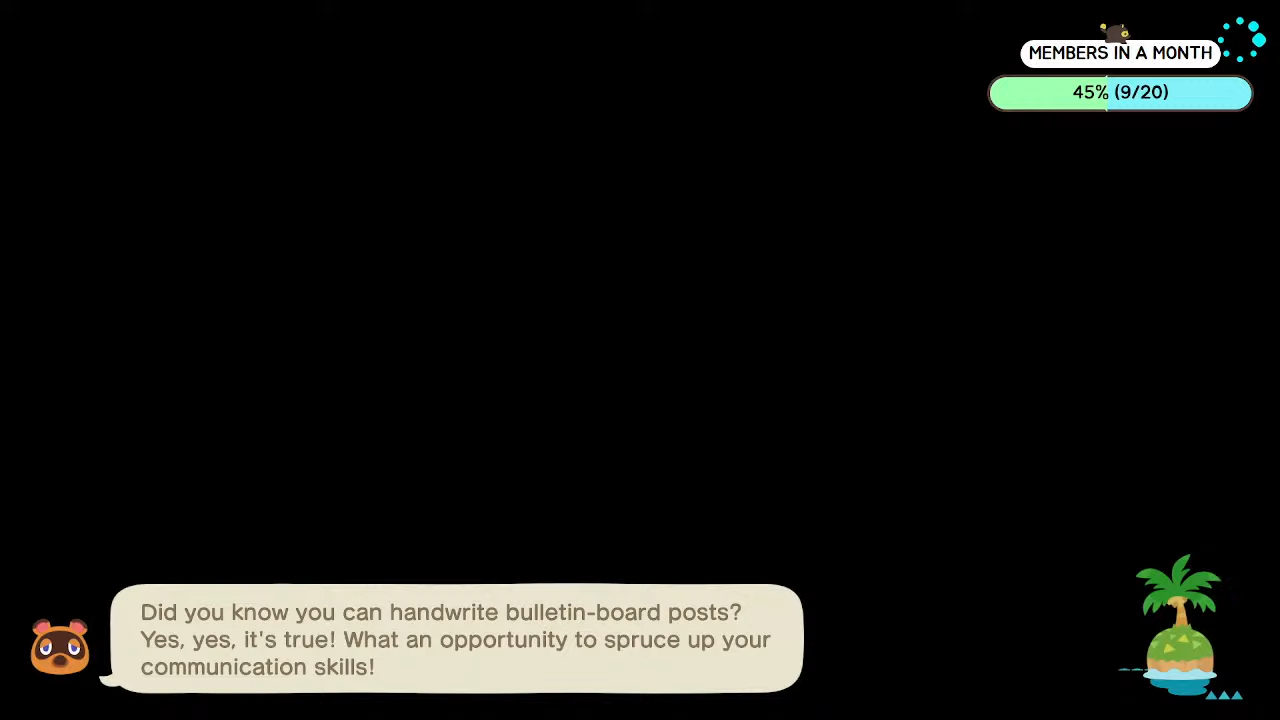 MEMBERS IN A MONTH
45% (9/20)
Did you know you can handwrite bulletin-board posts?
Yes, yes, it's true! What an opportunity to spruce up your
communication skills!